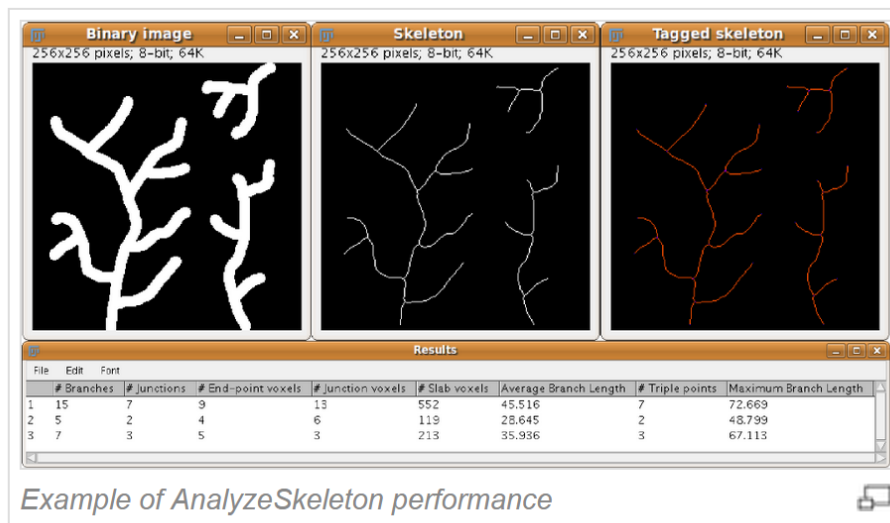 Binary image
Skeleton
Tagged skeleton
256x256 pixels; 8-bit; 64K
256x256 pixels; 8-bit; 64K
256x256 pixels; 8-bit; 64K
Results
File Edit Font
# Branches # Junctions # End-point voxels # Junction voxels # Slab voxels Average Branch Length # Triple points Maximum Branch Length
1 15 7 9 13 552 45.516 7 72.669
2 5 2 4 6 119 28.645 2 48.799
3 7 3 5 3 213 35.936 3 67.113
Example of AnalyzeSkeleton performance